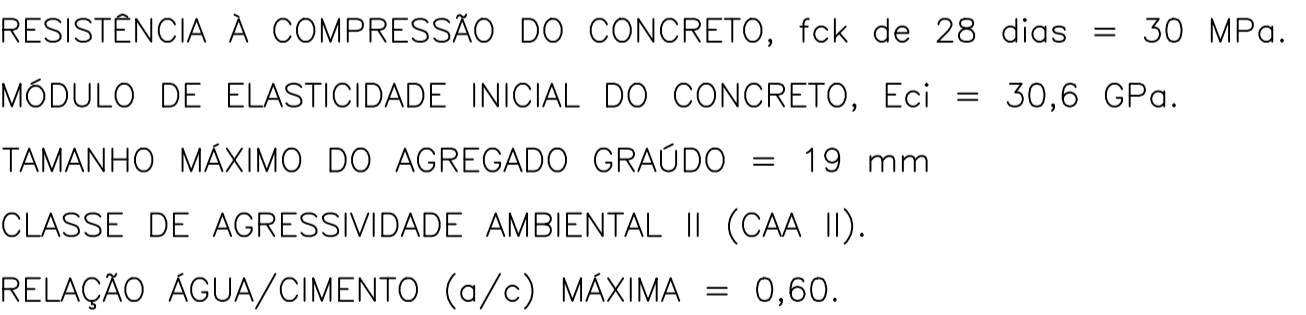 RESISTÊNCIA À COMPRESSÃO DO CONCRETO, fck de 28 dias = 30 MPa.
MÓDULO DE ELASTICIDADE INICIAL DO CONCRETO, Eci = 30,6 GPa.
TAMANHO MÁXIMO DO AGREGADO GRAÚDO = 19 mm
CLASSE DE AGRESSIVIDADE AMBIENTAL II (CAA II).
RELAÇÃO ÁGUA/CIMENTO (a/c) MÁXIMA = 0,60.